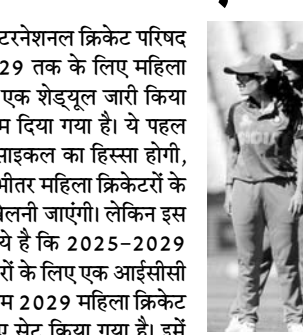 टरनेशनल क्रिकेट परिषद
29 तक के लिए महिला
एक शेड्यूल जारी किया
म दिया गया है। ये पहल
साइकल का हिस्सा होगी,
भीतर महिला क्रिकेटरों के
बेलनी जाएंगी। लेकिन इस
ये है कि 2025-2029
रों के लिए एक आईसीसी
म 2029 महिला क्रिकेट
ए सेट किया गया है। इमें